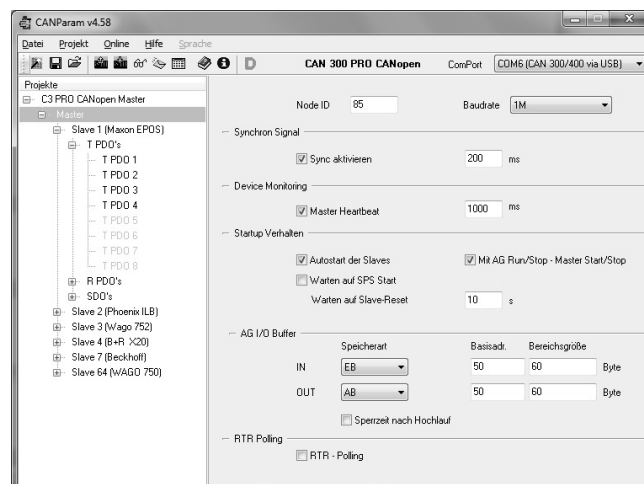 CANParam v4.58
Datei Projekt Online Hilfe Sprache
D CAN 300 PRO CANopen ComPort COM6 (CAN 300/400 via USB)
Projekte
C3 PRO CANopen Master
Master
Slave 1 (Maxon EPOS)
T PDO's
T PDO 1
T PDO 2
T PDO 3
T PDO 4
T PDO 5
T PDO 6
T PDO 7
T PDO 8
R PDO's
SDO's
Slave 2 (Phoenix ILB)
Slave 3 (Wago 752)
Slave 4 (B+R X20)
Slave 7 (Beckhoff)
Slave 64 (WAGO 750)
Node ID 85 Baudrate 1M
Synchron Signal
Sync aktivieren 200 ms
Device Monitoring
Master Heartbeat 1000 ms
Startup Verhalten
Autostart der Slaves Mit AG Run/Stop - Master Start/Stop
Warten auf SPS Start
Warten auf Slave-Reset 10 s
AG I/O Buffer
Speicherart Basisadr. Bereichsgröße
IN EB 50 60 Byte
OUT AB 50 60 Byte
Sperrzeit nach Hochlauf
RTR Polling
RTR - Polling